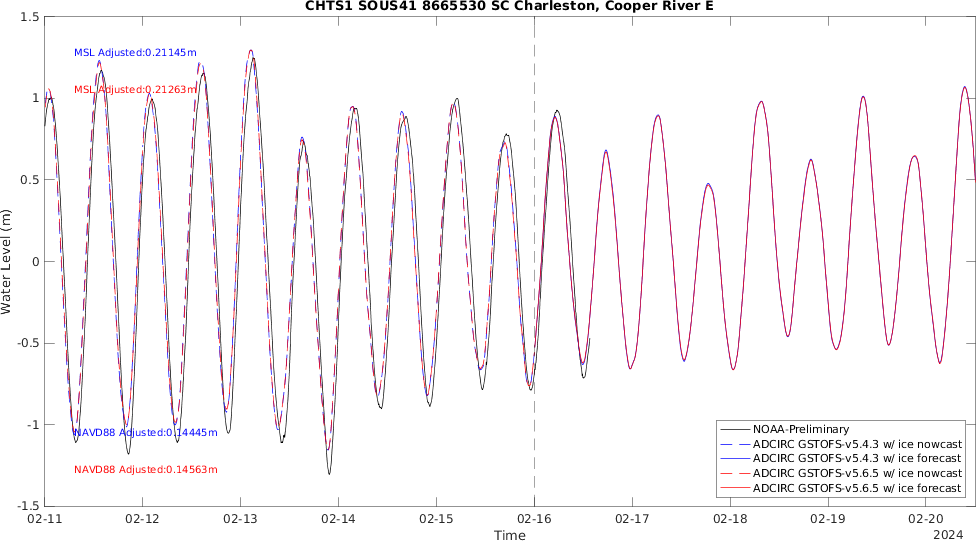 CHTS1 SOUS41 8665530 SC Charleston, Cooper River E
1.5
MSL Adjusted:0.21145m
MSL Adjusted:0.21263m
1
0.5
0
-0.5
-1
-1.5
Water Level (m)
NAVD88 Adjusted:0.14445m
NAVD88 Adjusted:0.14563m
NOAA-Preliminary
ADCIRC GSTOFS-v5.4.3 w/ ice nowcast
ADCIRC GSTOFS-v5.4.3 w/ ice forecast
ADCIRC GSTOFS-v5.6.5 w/ ice nowcast
ADCIRC GSTOFS-v5.6.5 w/ ice forecast
02-11 02-12 02-13 02-14 02-15 02-16 02-17 02-18 02-19 02-20
Time
2024